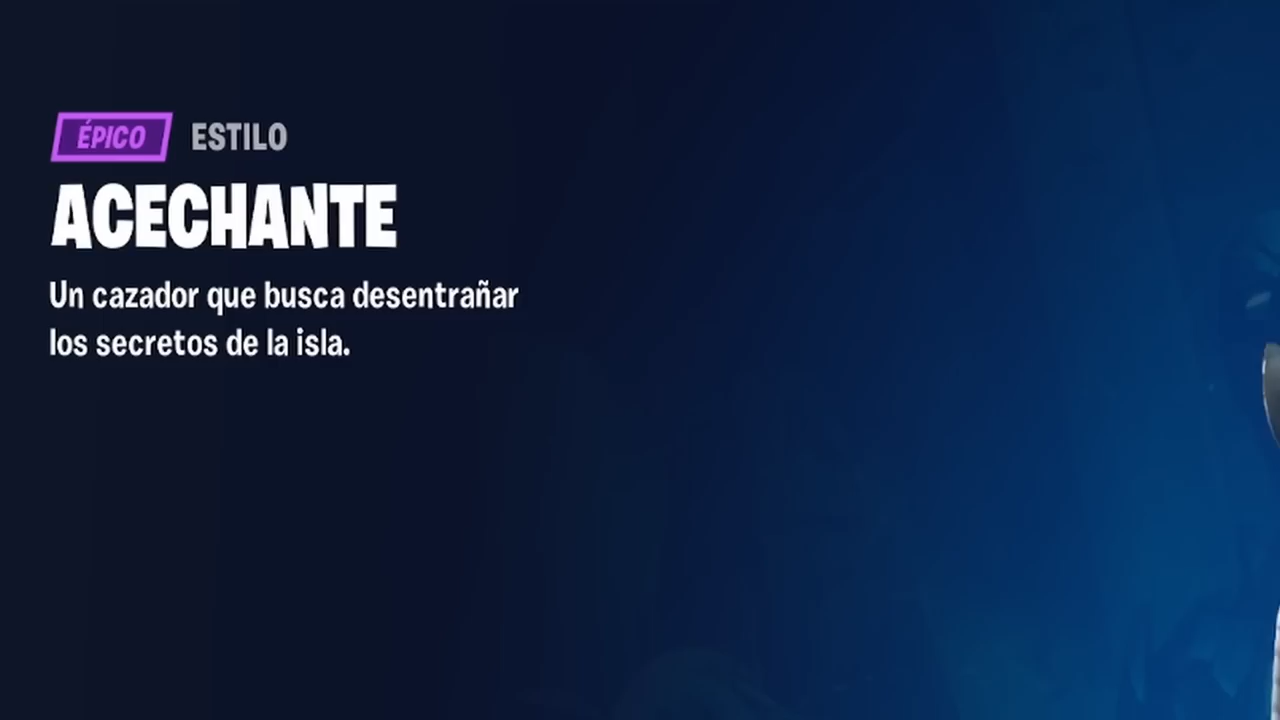 ÉPICO ESTILO
ACECHANTE
Un cazador que busca desentrañar
los secretos de la isla.